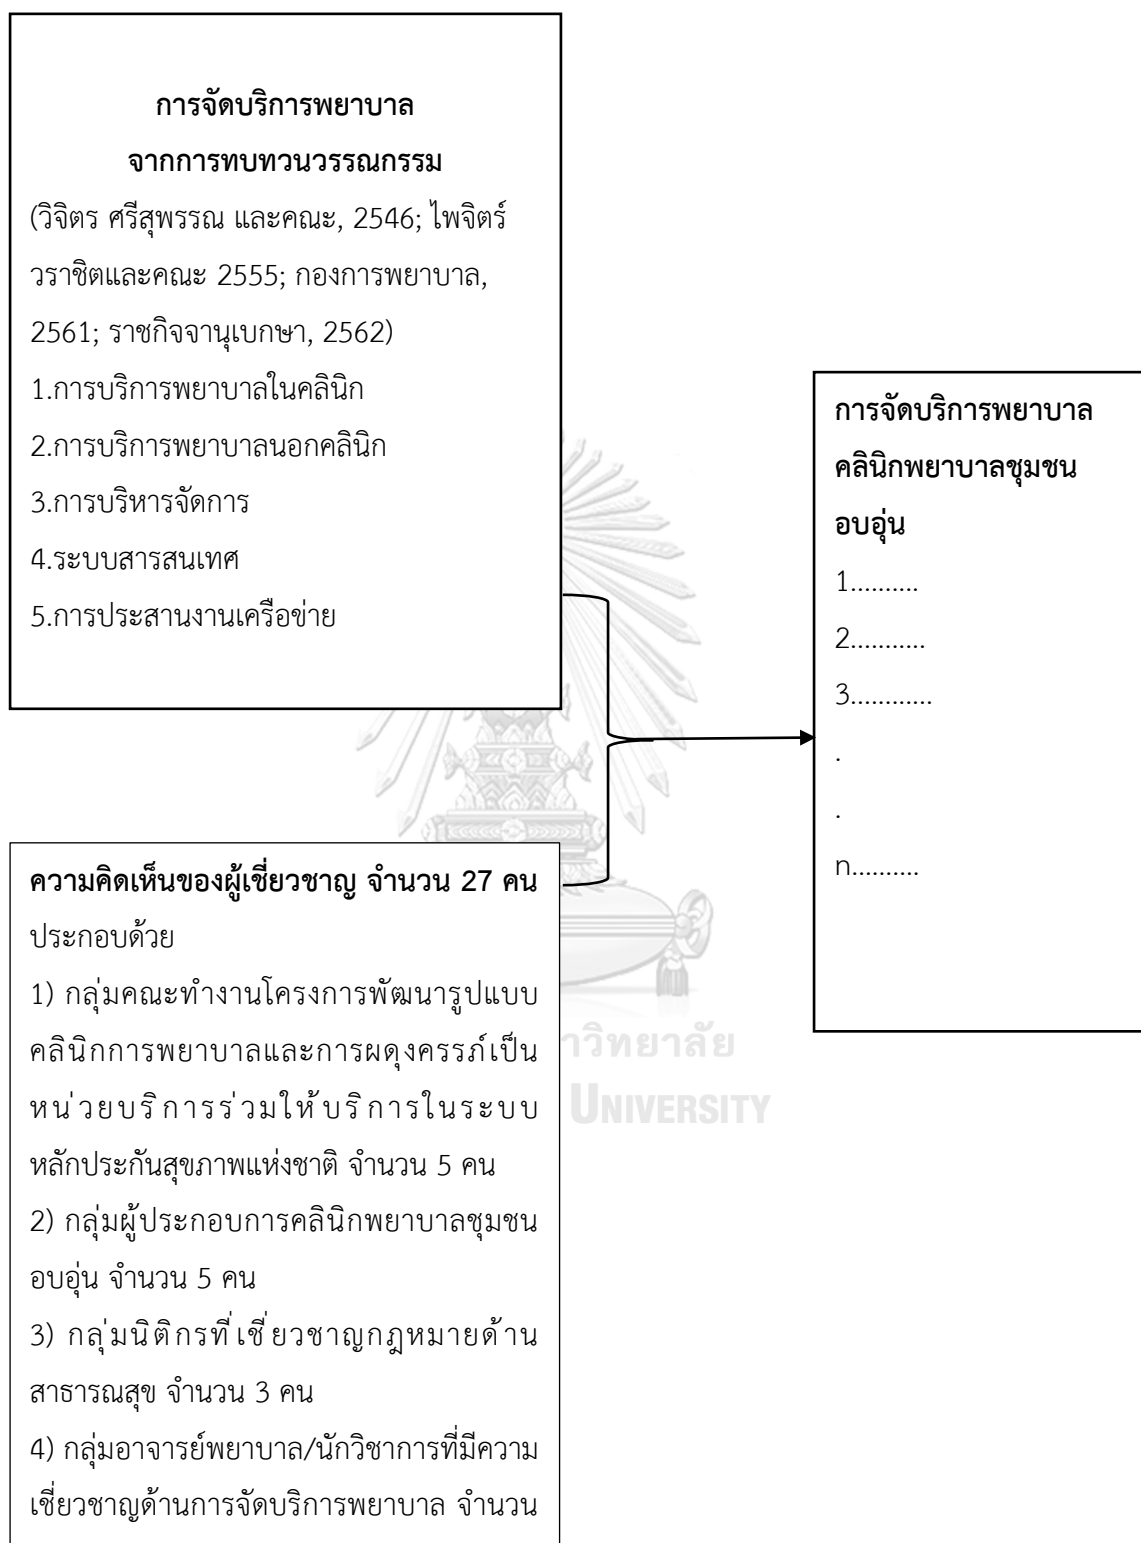 การจัดบริการพยาบาล
จากการทบทวนวรรณกรรม
(วิจิตร ศรีสุพรรณ และคณะ, 2546; ไพจิตร์
วราชิตและคณะ 2555; กองการพยาบาล,
2561; ราชกิจจานุเบกษา, 2562)
1.การบริการพยาบาลในคลินิก
2.การบริการพยาบาลนอกคลินิก
3.การบริหารจัดการ
4.ระบบสารสนเทศ
5.การประสานงานเครือข่าย
ความคิดเห็นของผู้เชี่ยวชาญ จำนวน 27 คน
ประกอบด้วย
1) กลุ่มคณะทำงานโครงการพัฒนารูปแบบ
คลินิกการพยาบาลและการผดุงครรภ์เป็น
หน่วยบริการร่วมให้บริการในระบบ
หลักประกันสุขภาพแห่งชาติ จำนวน 5 คน
2) กลุ่มผู้ประกอบการคลินิกพยาบาลชุมชน
อบอุ่น จำนวน 5 คน
3) กลุ่มนิติกรที่เชี่ยวชาญกฎหมายด้าน
สาธารณสุข จำนวน 3 คน
4) กลุ่มอาจารย์พยาบาล/นักวิชาการที่มีความ
เชี่ยวชาญด้านการจัดบริการพยาบาล จำนวน
การจัดบริการพยาบาล
คลินิกพยาบาลชุมชน
อบอุ่น
1.........
2...........
3............
.
.
n..........
าวิทยาลัย
UNIVERSITY